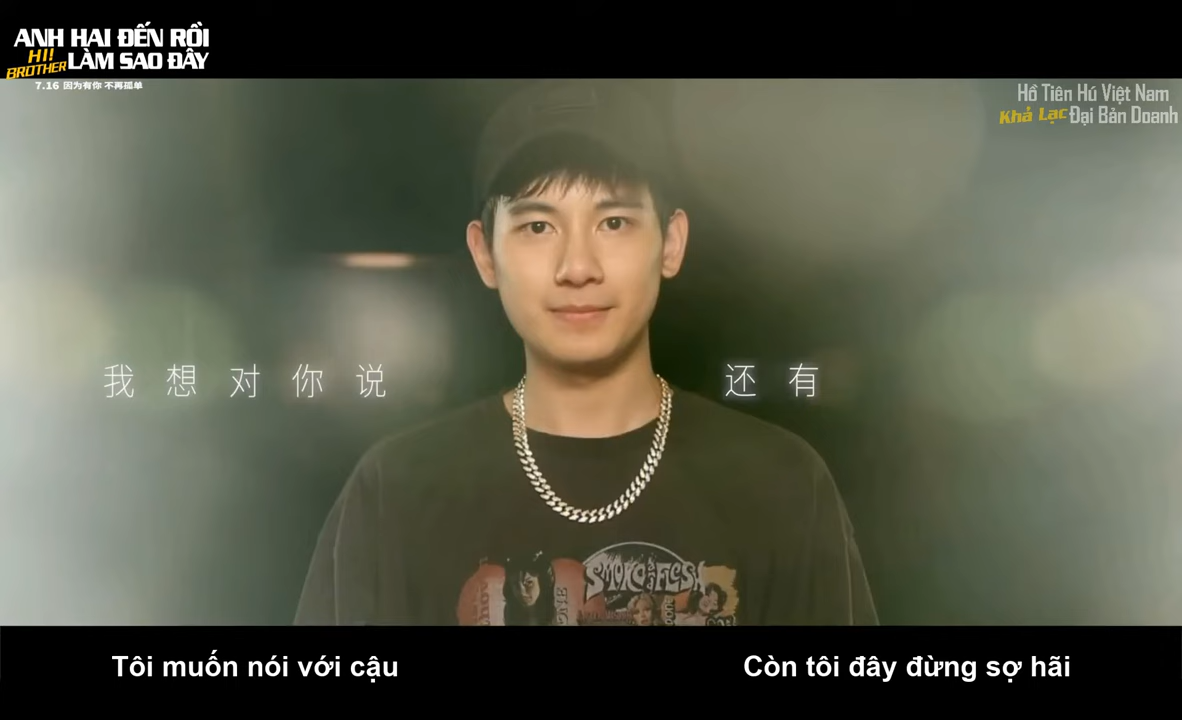 ANH HAI ĐẾN RỒI
HI!
BROTHER LÀM SAO ĐÂY
7.16 因为有你 不再孤单
Hồ Tiên Hú Việt Nam
Khả Lạc Đại Bản Doanh
我想对你说 还有
SMOKO FLESH
Tôi muốn nói với cậu Còn tôi đây đừng sợ hãi